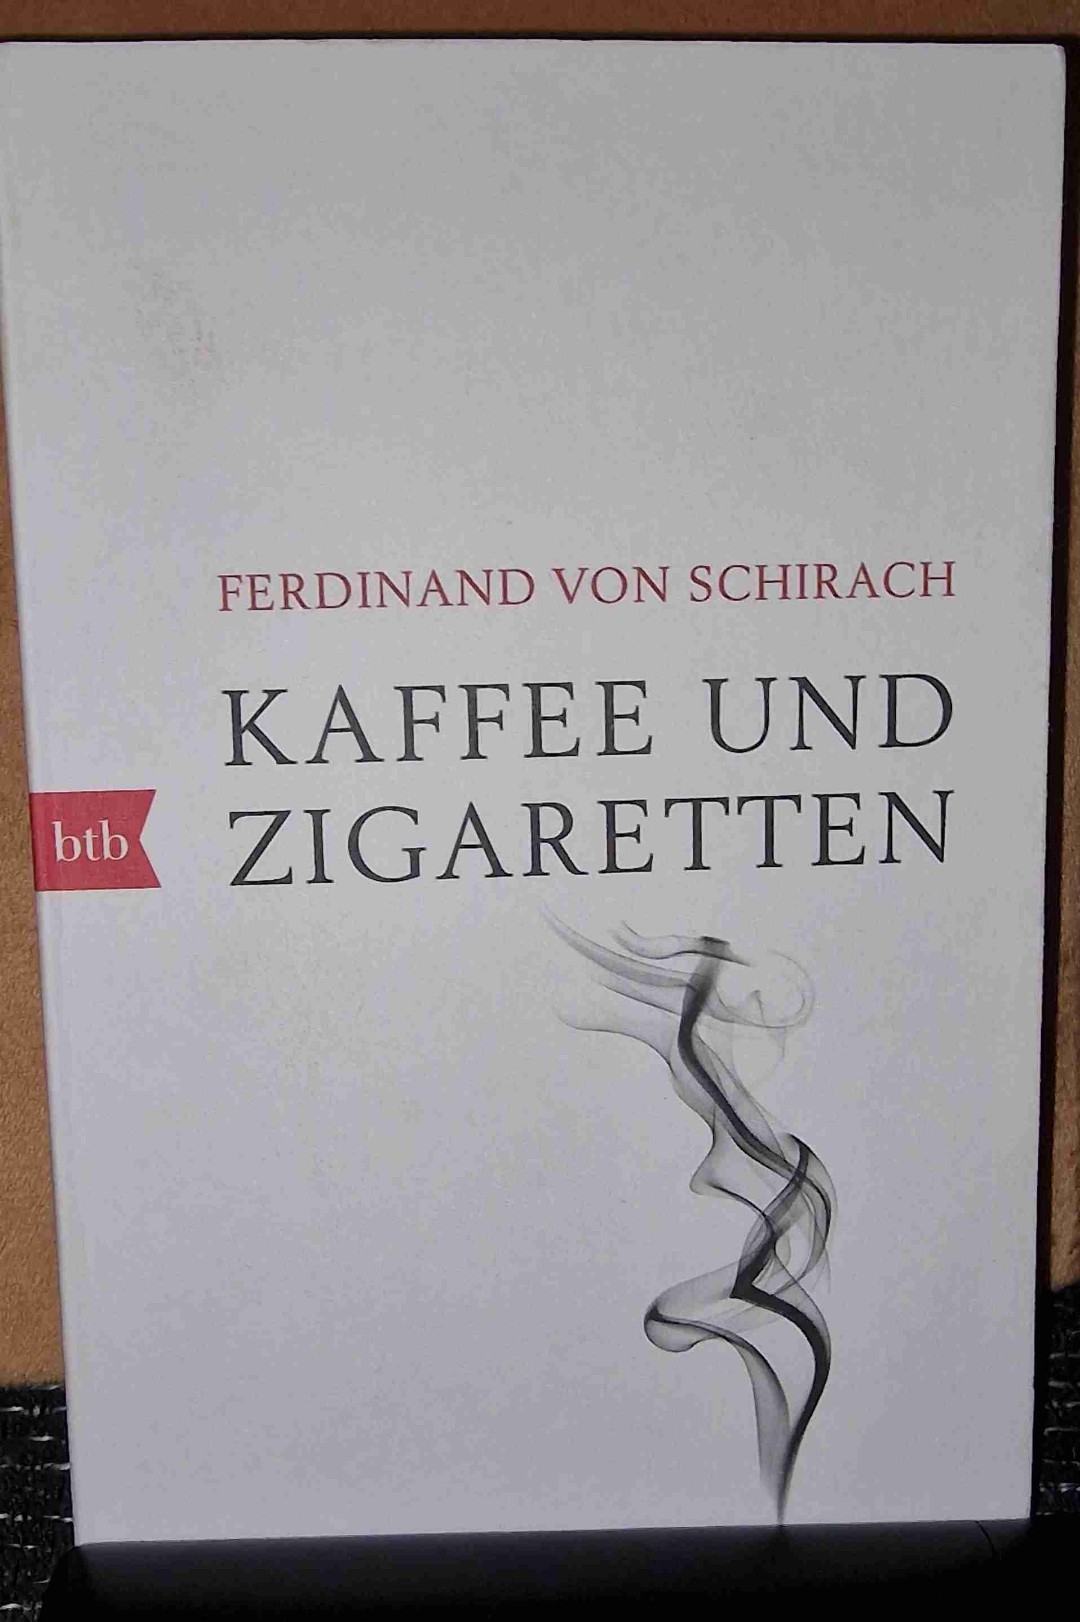 FERDINAND VON SCHIRACH
KAFFEE UND
ZIGARETTEN
btb